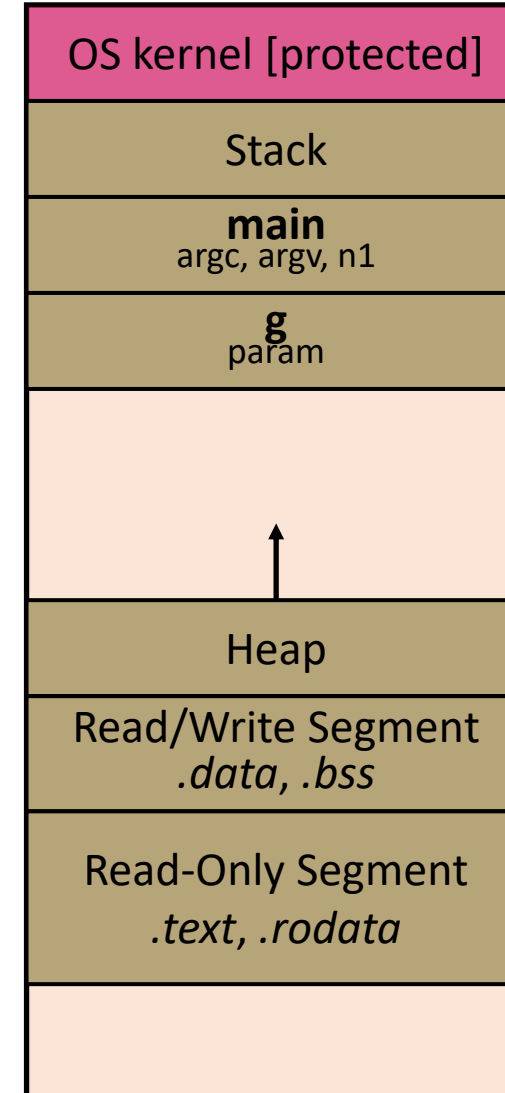 OS kernel [protected]
Stack
main
argc, argv, n1
g
param
Heap
Read/Write Segment
.data, .bss
Read-Only Segment
.text, .rodata